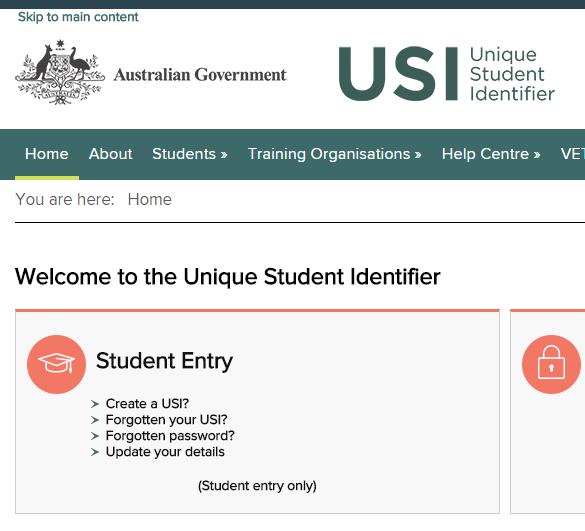 Skip to main content
Australian Government
USI Unique
Student
Identifier
Home About Students » Training Organisations » Help Centre » VET
You are here: Home
Welcome to the Unique Student Identifier
Student Entry
Create a USI?
Forgotten your USI?
Forgotten password?
Update your details
(Student entry only)